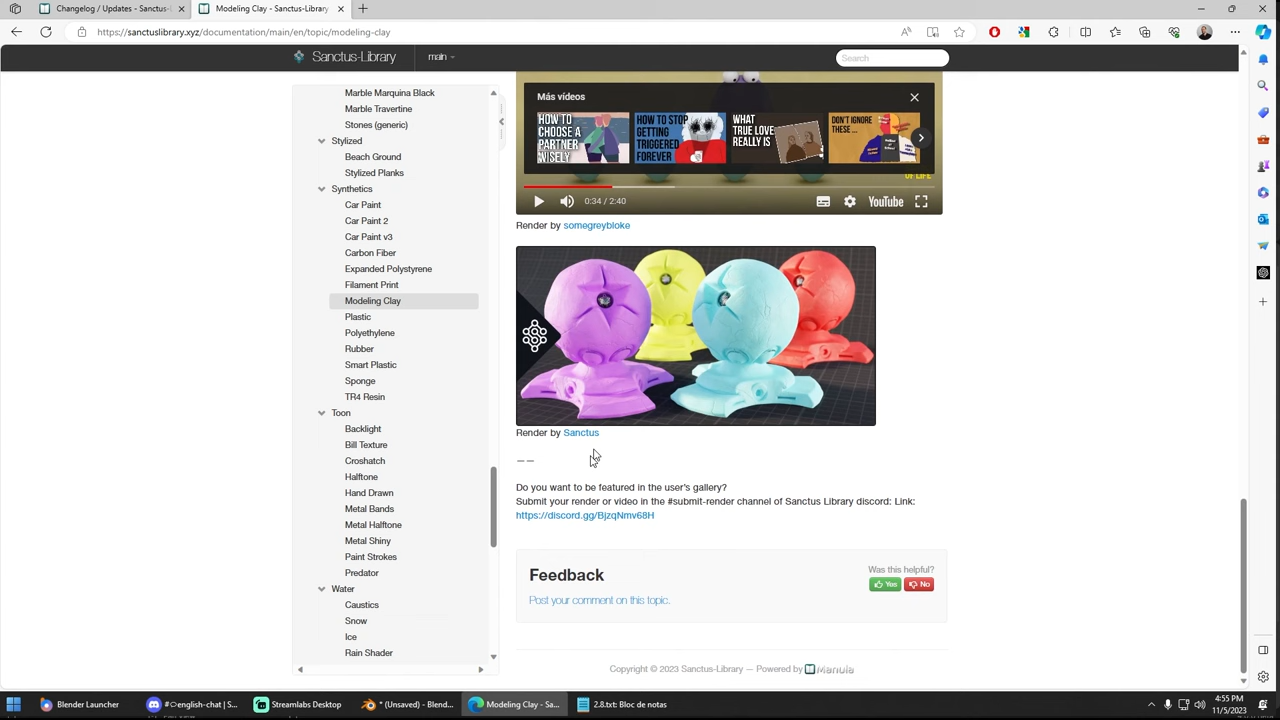 Changelog / Updates - Sanctus-L
Modeling Clay - Sanctus-Library
https://sanctuslibrary.xyz/documentation/main/en/topic/modeling-clay
Sanctus-Library
main
Search
Marble Marquina Black
Marble Travertine
Stones (generic)
Stylized
Beach Ground
Stylized Planks
Synthetics
Car Paint
Car Paint 2
Car Paint v3
Carbon Fiber
Expanded Polystyrene
Filament Print
Modeling Clay
Plastic
Polyethylene
Rubber
Smart Plastic
Sponge
TR4 Resin
Toon
Backlight
Bill Texture
Croshatch
Halftone
Hand Drawn
Metal Bands
Metal Halftone
Metal Shiny
Paint Strokes
Predator
Water
Caustics
Snow
Ice
Rain Shader
Más vídeos
HOW TO CHOOSE A PARTNER WISELY
HOW TO STOP GETTING TRIGGERED FOREVER
WHAT TRUE LOVE REALLY IS
DON'T IGNORE THESE ...
OF LIFE
0:34 / 2:40
YouTube
Render by somegreybloke
Render by Sanctus
——
Do you want to be featured in the user's gallery?
Submit your render or video in the #submit-render channel of Sanctus Library discord: Link:
https://discord.gg/BjzqNmv68H
Feedback
Was this helpful?
Yes
No
Post your comment on this topic.
Copyright © 2023 Sanctus-Library — Powered by Manula
Blender Launcher
#english-chat | S...
Streamlabs Desktop
* (Unsaved) - Blend...
Modeling Clay - Sa...
2.8.txt: Bloc de notas
4:55 PM
11/5/2023